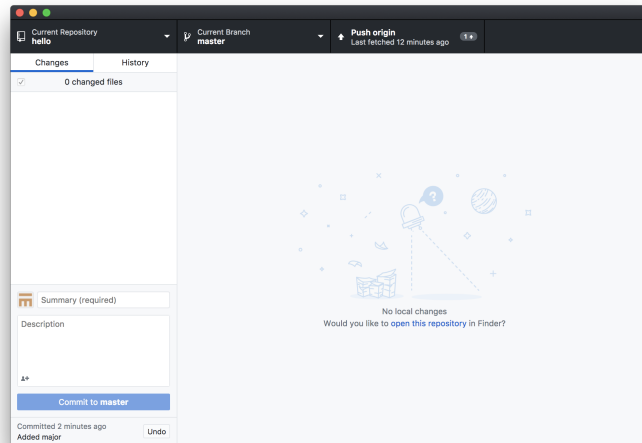 Current Repository
hello
Current Branch
master
Push origin
Last fetched 12 minutes ago
1
Changes
History
0 changed files
?
No local changes
Would you like to open this repository in Finder?
Summary (required)
Description
Commit to master
Committed 2 minutes ago
Added major
Undo